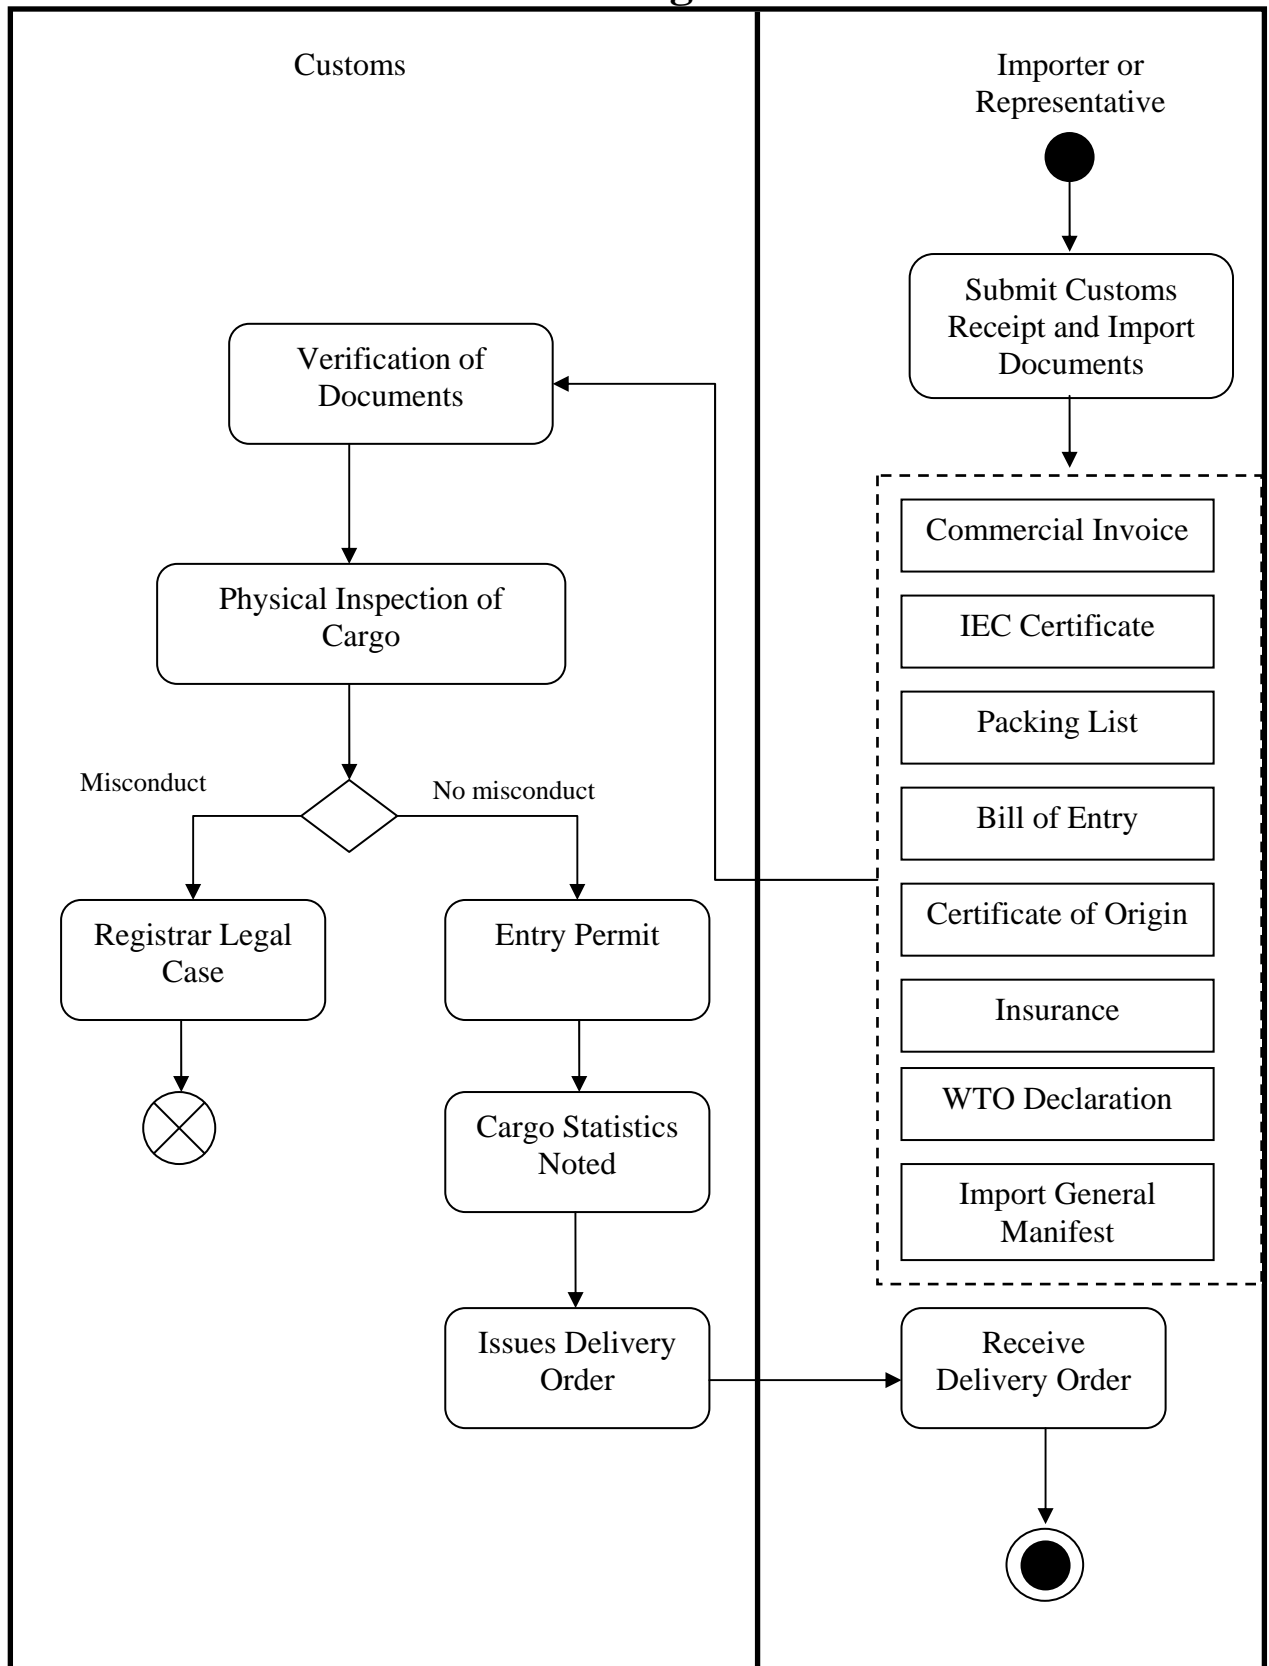 Customs
Importer or
Representative
Submit Customs
Receipt and Import
Documents
Verification of
Documents
Commercial Invoice
Physical Inspection of
Cargo
IEC Certificate
Packing List
Misconduct
No misconduct
Bill of Entry
Registrar Legal
Case
Entry Permit
Certificate of Origin
Insurance
WTO Declaration
Cargo Statistics
Noted
Import General
Manifest
Issues Delivery
Order
Receive
Delivery Order